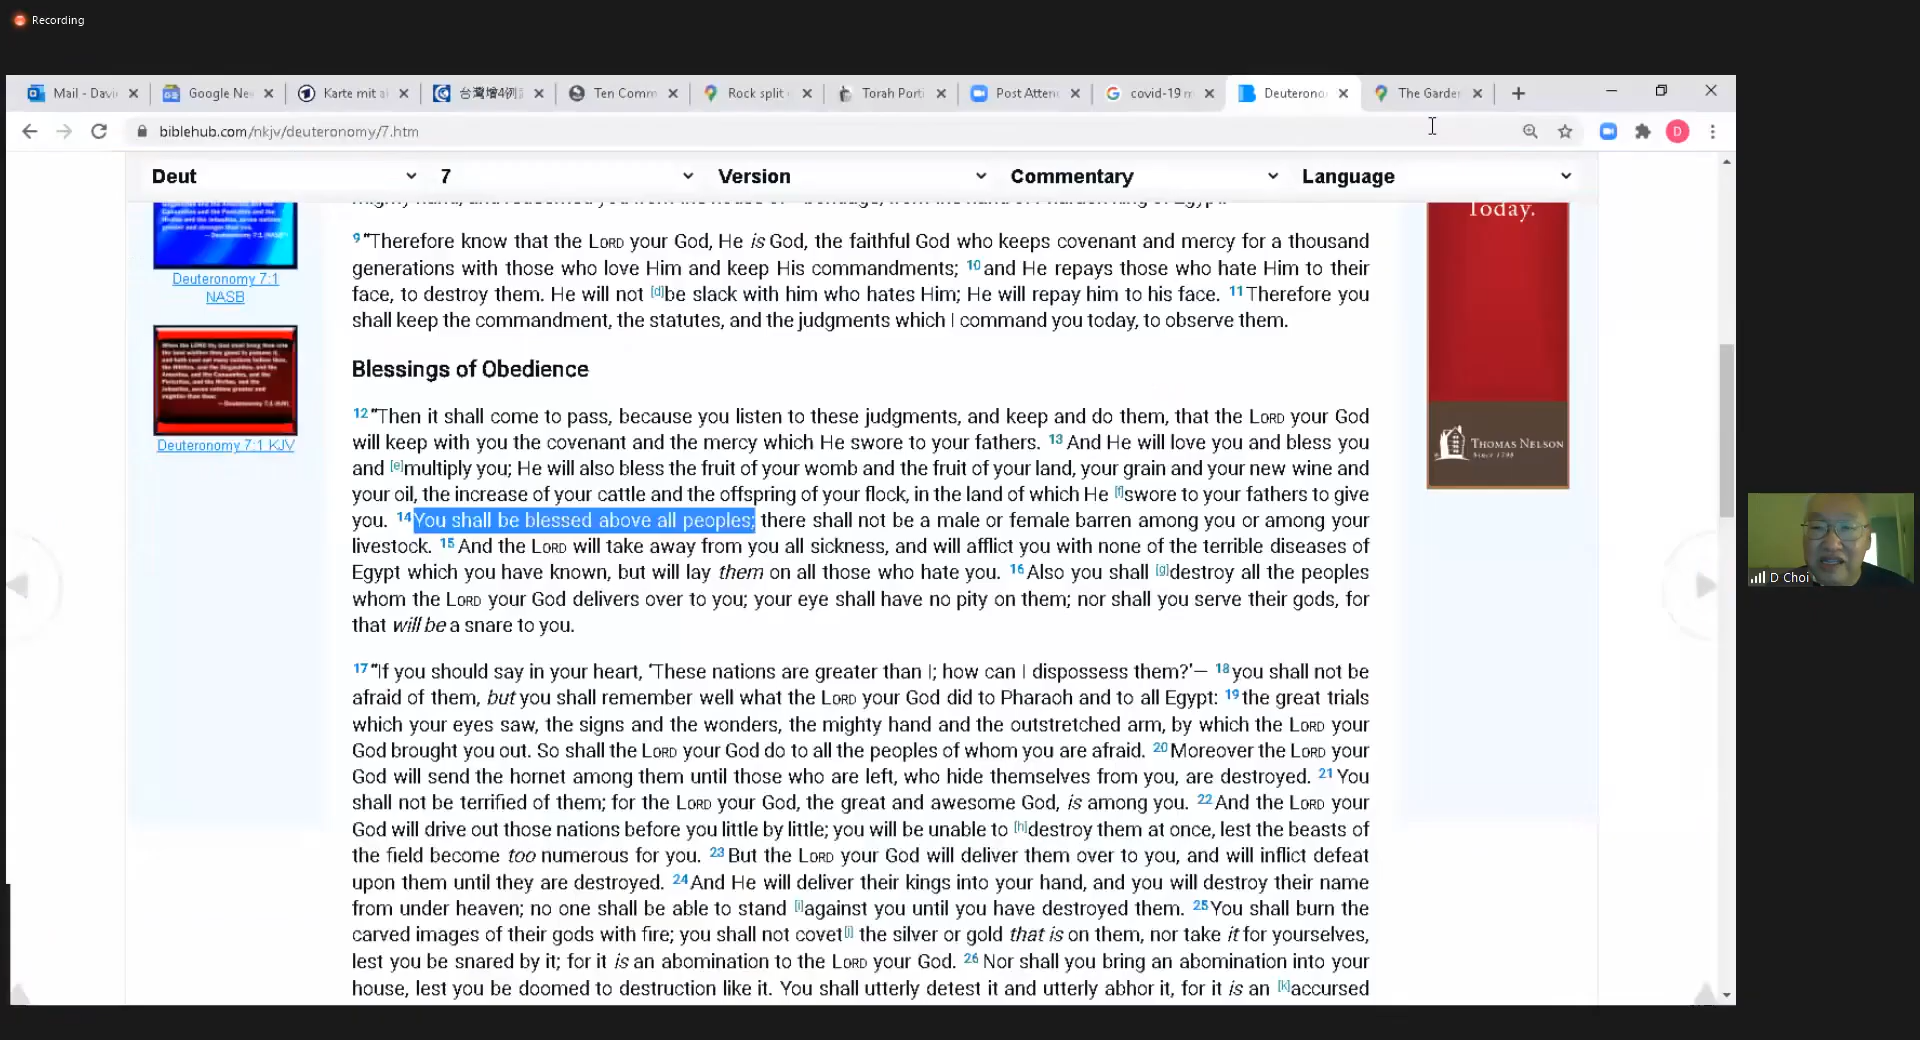 Recording
Mail - Davi
Google Ne
Karte mit a
台灣增4例
Ten Comm
Rock split
Torah Porti
Post Atten
covid-19 m
Deuterono
The Garde
biblehub.com/nkjv/deuteronomy/7.htm
D
Deut
7
Version
Commentary
Language
Today.
9 “Therefore know that the LORD your God, He is God, the faithful God who keeps covenant and mercy for a thousand
generations with those who love Him and keep His commandments; 10 and He repays those who hate Him to their
face, to destroy them. He will not [d]be slack with him who hates Him; He will repay him to his face. 11 Therefore you
shall keep the commandment, the statutes, and the judgments which I command you today, to observe them.
—Deuteronomy 7:1 (NASB)
Deuteronomy 7:1
NASB
—Deuteronomy 7:1 (KJV)
Deuteronomy 7:1 KJV
Blessings of Obedience
12 “Then it shall come to pass, because you listen to these judgments, and keep and do them, that the LORD your God
will keep with you the covenant and the mercy which He swore to your fathers. 13 And He will love you and bless you
and [e]multiply you; He will also bless the fruit of your womb and the fruit of your land, your grain and your new wine and
your oil, the increase of your cattle and the offspring of your flock, in the land of which He [f]swore to your fathers to give
you. 14 You shall be blessed above all peoples; there shall not be a male or female barren among you or among your
livestock. 15 And the LORD will take away from you all sickness, and will afflict you with none of the terrible diseases of
Egypt which you have known, but will lay them on all those who hate you. 16 Also you shall [g]destroy all the peoples
whom the LORD your God delivers over to you; your eye shall have no pity on them; nor shall you serve their gods, for
that will be a snare to you.
THOMAS NELSON
Since 1798
D Choi
17 “If you should say in your heart, ‘These nations are greater than I; how can I dispossess them?’— 18 you shall not be
afraid of them, but you shall remember well what the LORD your God did to Pharaoh and to all Egypt: 19 the great trials
which your eyes saw, the signs and the wonders, the mighty hand and the outstretched arm, by which the LORD your
God brought you out. So shall the LORD your God do to all the peoples of whom you are afraid. 20 Moreover the LORD your
God will send the hornet among them until those who are left, who hide themselves from you, are destroyed. 21 You
shall not be terrified of them; for the LORD your God, the great and awesome God, is among you. 22 And the LORD your
God will drive out those nations before you little by little; you will be unable to [h]destroy them at once, lest the beasts of
the field become too numerous for you. 23 But the LORD your God will deliver them over to you, and will inflict defeat
upon them until they are destroyed. 24 And He will deliver their kings into your hand, and you will destroy their name
from under heaven; no one shall be able to stand [i]against you until you have destroyed them. 25 You shall burn the
carved images of their gods with fire; you shall not covet[j] the silver or gold that is on them, nor take it for yourselves,
lest you be snared by it; for it is an abomination to the LORD your God. 26 Nor shall you bring an abomination into your
house, lest you be doomed to destruction like it. You shall utterly detest it and utterly abhor it, for it is an [k]accursed